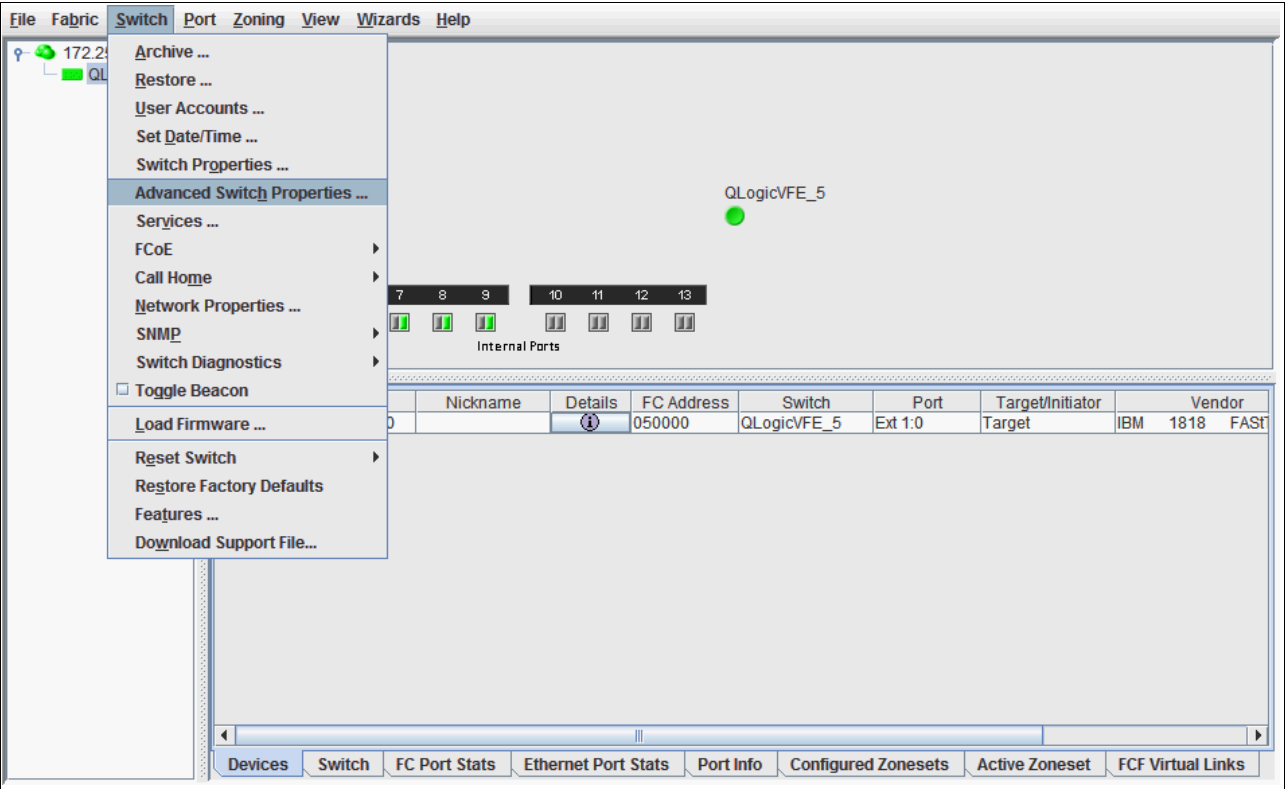 File Fabric Switch Port Zoning View Wizards Help
172.2
QL
Archive ...
Restore ...
User Accounts ...
Set Date/Time ...
Switch Properties ...
Advanced Switch Properties ...
Services ...
FCoE
Call Home
Network Properties ...
SNMP
Switch Diagnostics
Toggle Beacon
Load Firmware ...
Reset Switch
Restore Factory Defaults
Features ...
Download Support File...
QLogicVFE_5
7 8 9 10 11 12 13
Internal Ports
Nickname Details FC Address Switch Port Target/Initiator Vendor
0 050000 QLogicVFE_5 Ext 1:0 Target IBM 1818 FASt
Devices Switch FC Port Stats Ethernet Port Stats Port Info Configured Zonesets Active Zoneset FCF Virtual Links